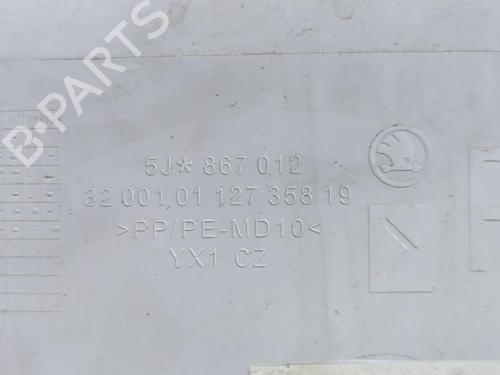 B-PARTS
5J* 867 012
32 001,01 127 358 19
>PP/PE-MD10<
YX1 CZ